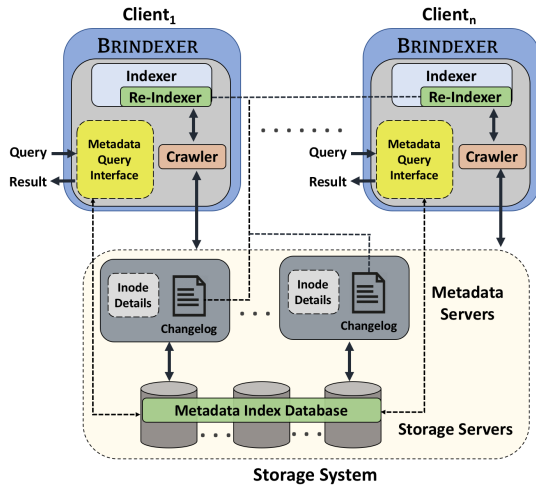 Client1
Clientn
BRINDEXER
BRINDEXER
Indexer
Re-Indexer
Indexer
Re-Indexer
Query
Result
Metadata
Query
Interface
Crawler
Query
Result
Metadata
Query
Interface
Crawler
Inode
Details
Changelog
Inode
Details
Changelog
Metadata
Servers
Metadata Index Database
Storage Servers
Storage System